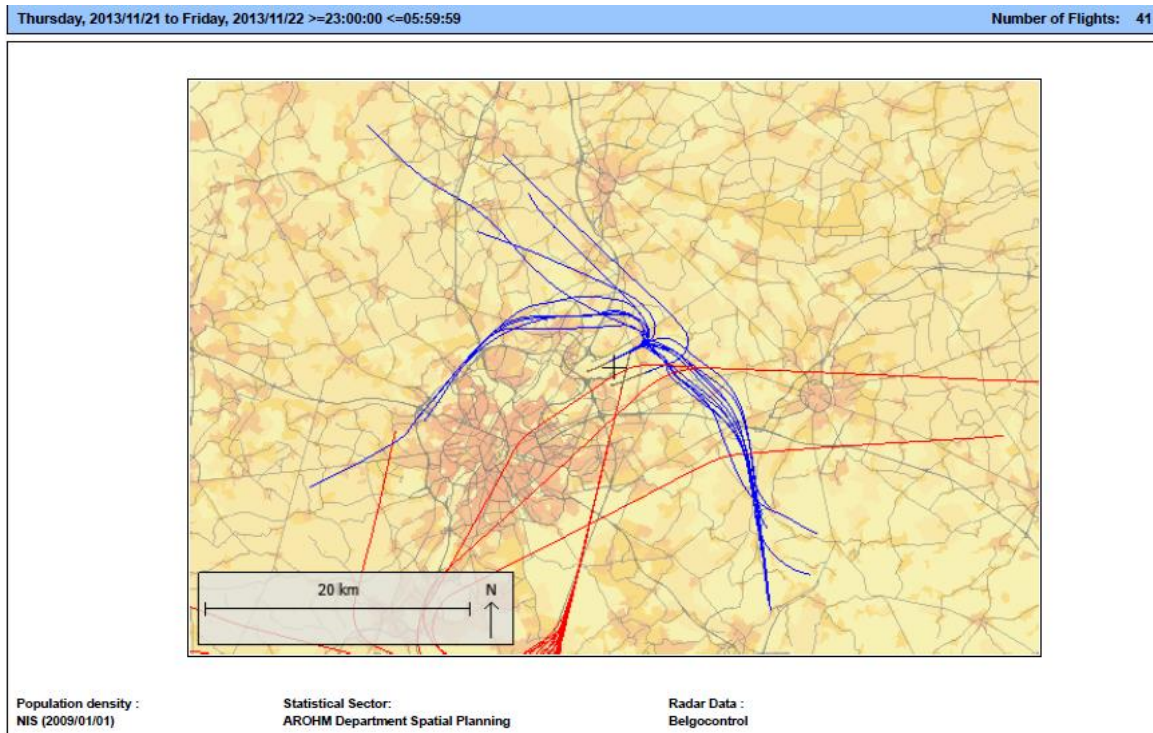 Thursday, 2013/11/21 to Friday, 2013/11/22 >=23:00:00 <=05:59:59 Number of Flights: 41
20 km N
Population density : Statistical Sector: Radar Data :
NIS (2009/01/01) AROHM Department Spatial Planning Belgocontrol